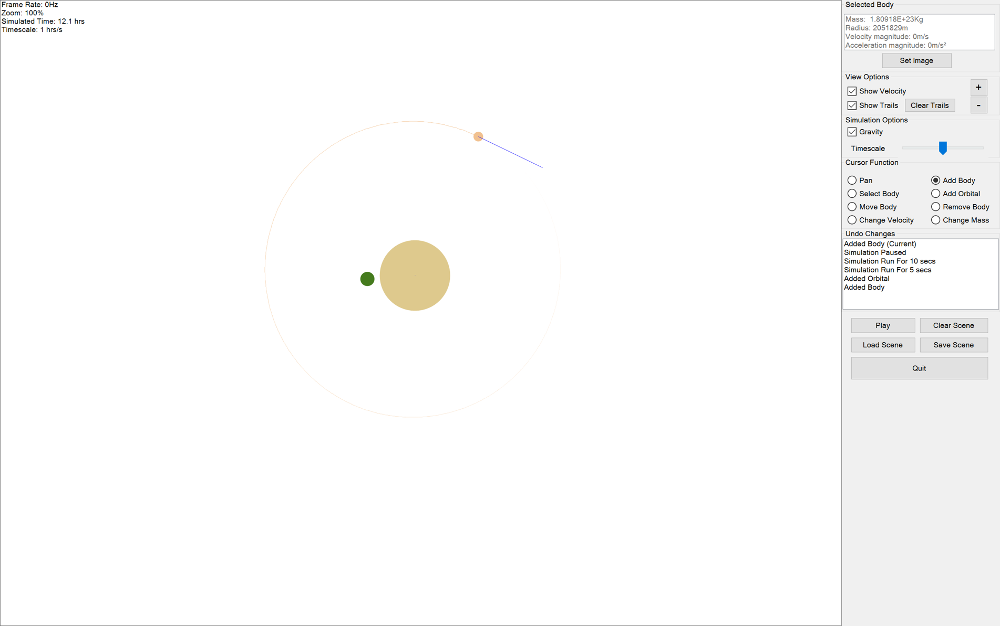 Frame Rate: 0Hz
Zoom: 100%
Simulated Time: 12.1 hrs
Timescale: 1 hrs/s
Selected Body
Mass:  1.80918E+23Kg
Radius: 2051829m
Velocity magnitude: 0m/s
Acceleration magnitude: 0m/s²
Set Image
View Options
+
Show Velocity
Show Trails
Clear Trails
-
Simulation Options
Gravity
Timescale
Cursor Function
Pan
Add Body
Select Body
Add Orbital
Move Body
Remove Body
Change Velocity
Change Mass
Undo Changes
Added Body (Current)
Simulation Paused
Simulation Run For 10 secs
Simulation Run For 5 secs
Added Orbital
Added Body
Play
Clear Scene
Load Scene
Save Scene
Quit